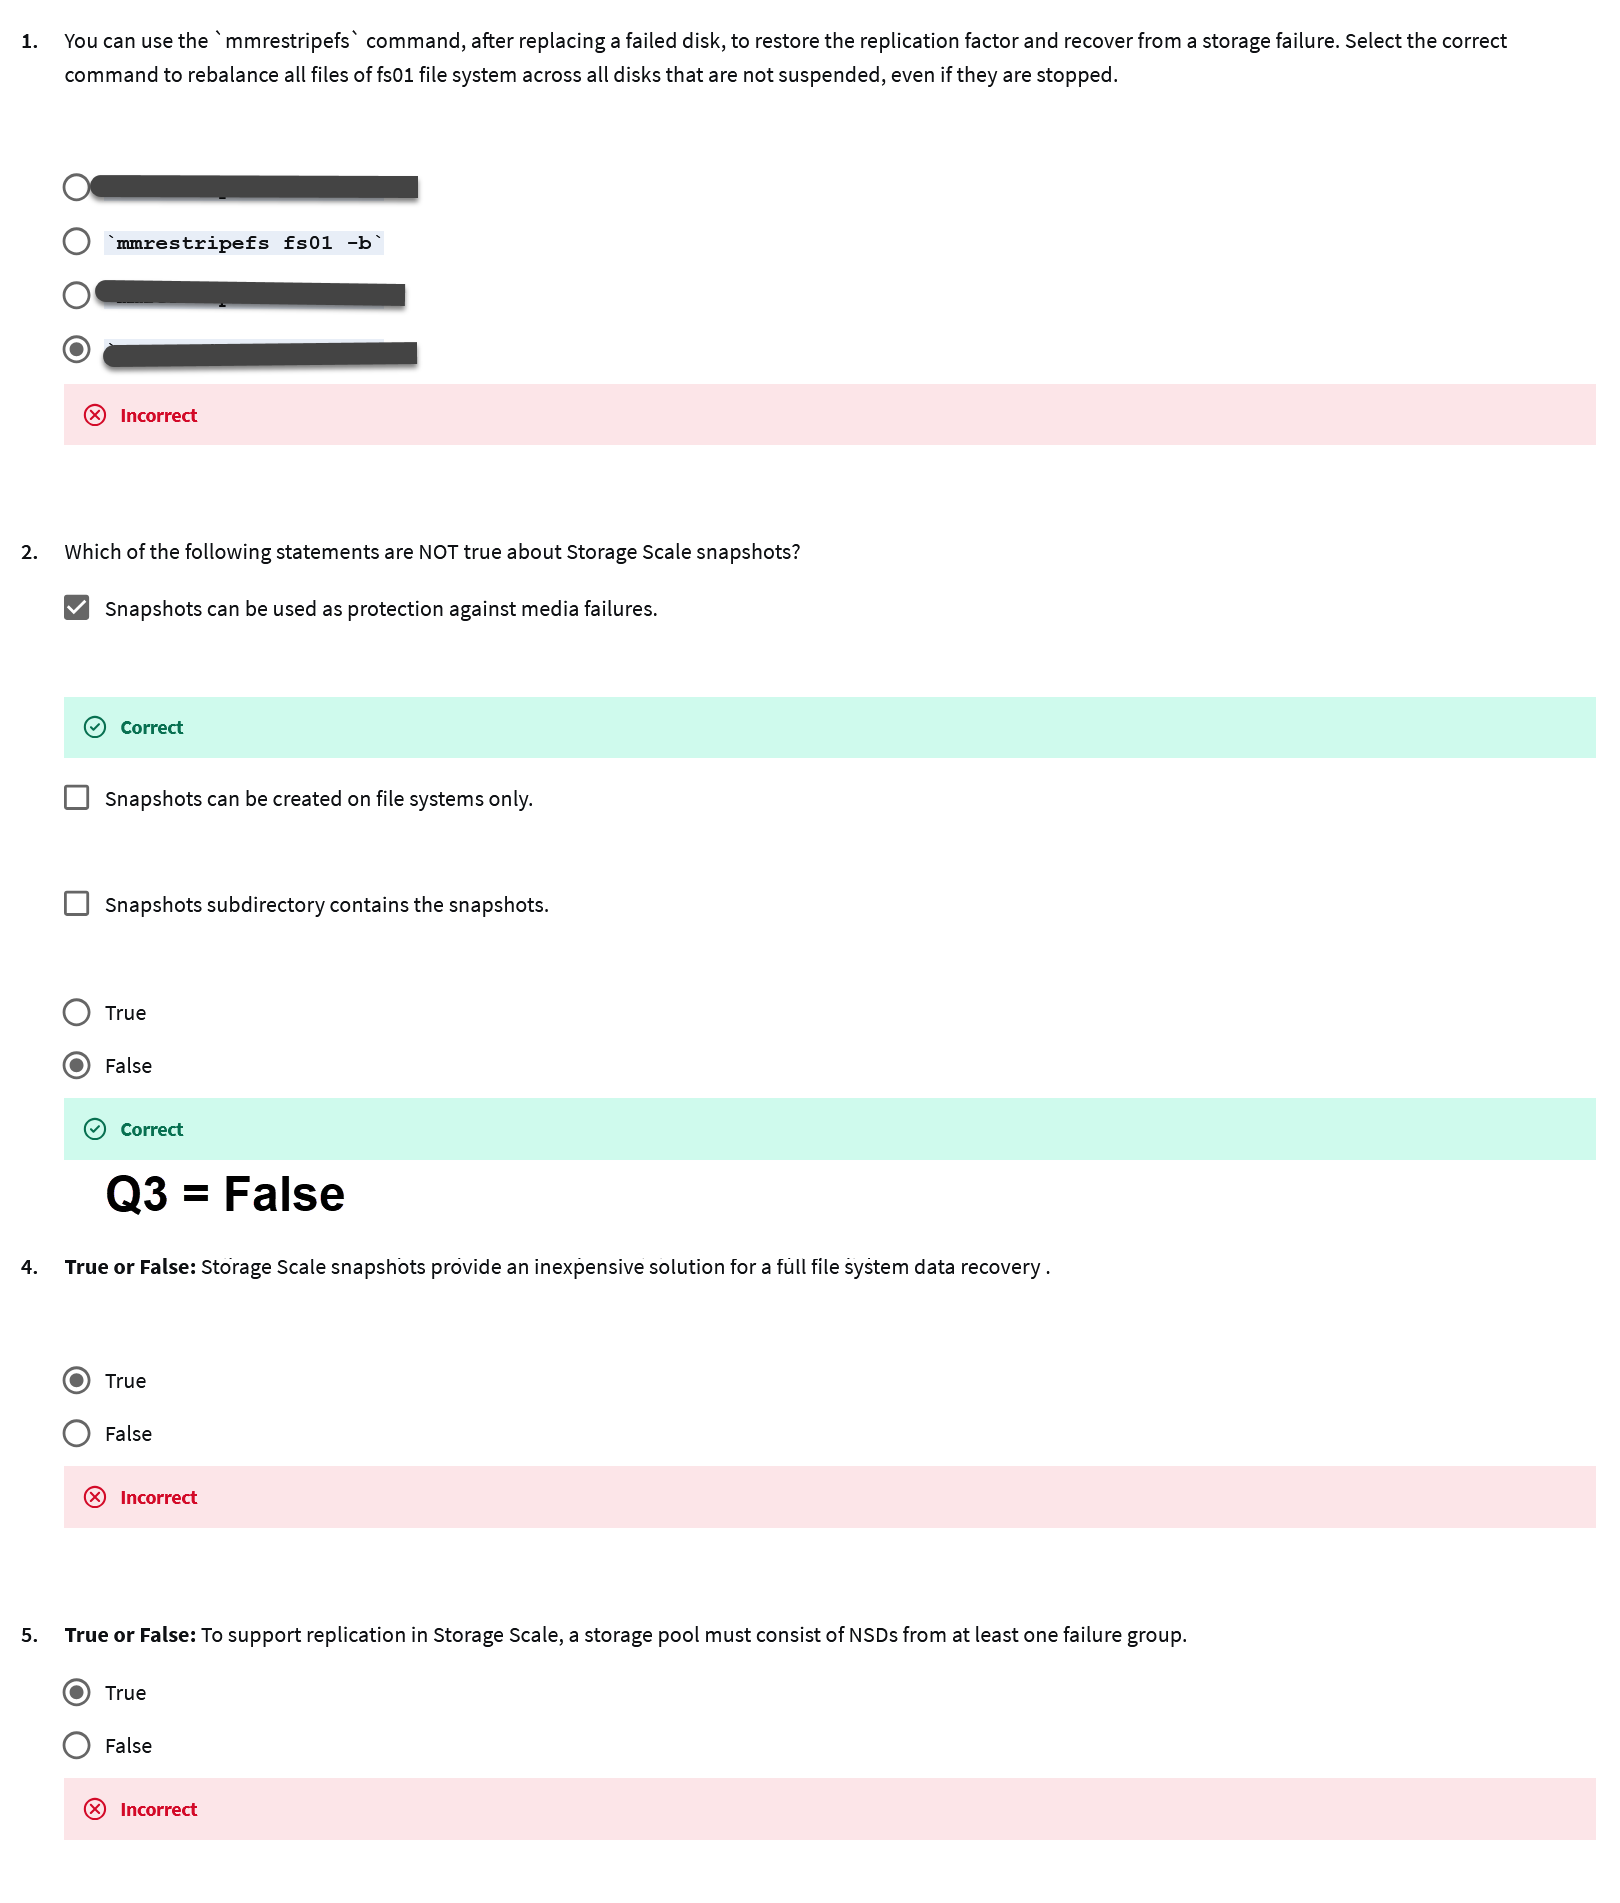 1. You can use the `mmrestripefs` command, after replacing a failed disk, to restore the replication factor and recover from a storage failure. Select the correct
command to rebalance all files of fs01 file system across all disks that are not suspended, even if they are stopped.
`mmrestripefs fs01 -b`
Incorrect
2. Which of the following statements are NOT true about Storage Scale snapshots?
Snapshots can be used as protection against media failures.
Correct
Snapshots can be created on file systems only.
Snapshots subdirectory contains the snapshots.
True
False
Correct
Q3 = False
4. True or False: Storage Scale snapshots provide an inexpensive solution for a full file system data recovery .
True
False
Incorrect
5. True or False: To support replication in Storage Scale, a storage pool must consist of NSDs from at least one failure group.
True
False
Incorrect